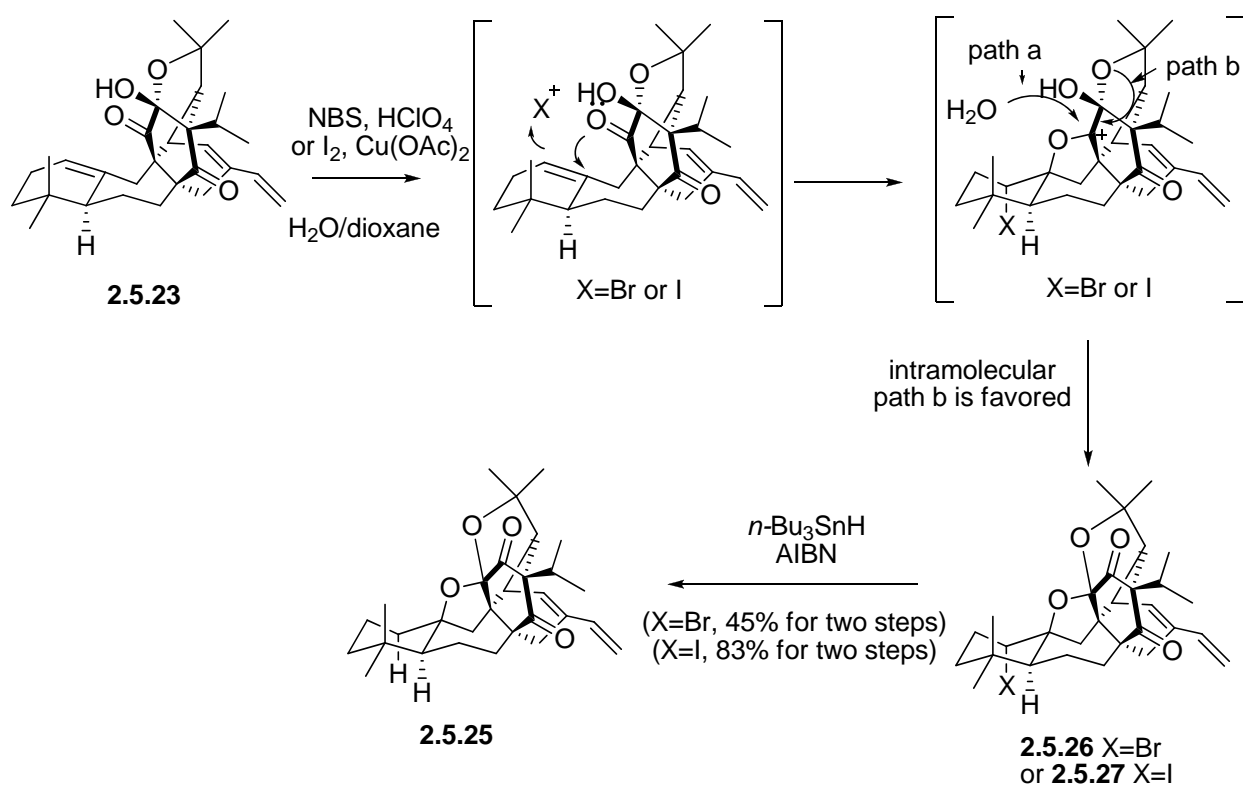 HO
O
O
O
H
2.5.23
NBS, HClO4
or I2, Cu(OAc)2
H2O/dioxane
X+
HO
O
O
O
H
X=Br or I
path a
path b
H2O
HO
O
O
+
O
X
H
X=Br or I
intramolecular
path b is favored
O
O
O
O
X
H
2.5.26 X=Br
or 2.5.27 X=I
n-Bu3SnH
AIBN
(X=Br, 45% for two steps)
(X=I, 83% for two steps)
O
O
O
O
H
H
2.5.25